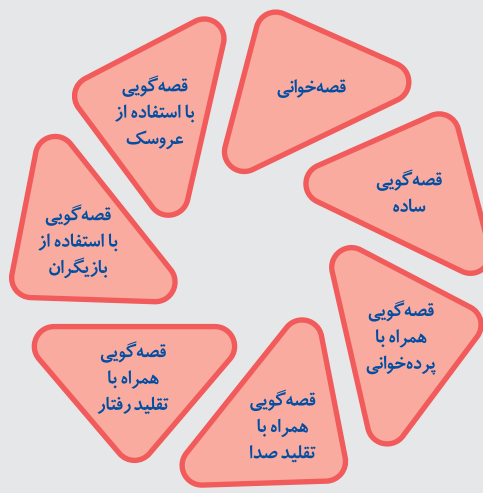 قصه‌خوانی
قصه‌گویی
ساده
قصه‌گویی
همراه با
پرده‌خوانی
قصه‌گویی
همراه با
تقلید صدا
قصه‌گویی
همراه با
تقلید رفتار
قصه‌گویی
با استفاده از
بازیگران
قصه‌گویی
با استفاده از
عروسک